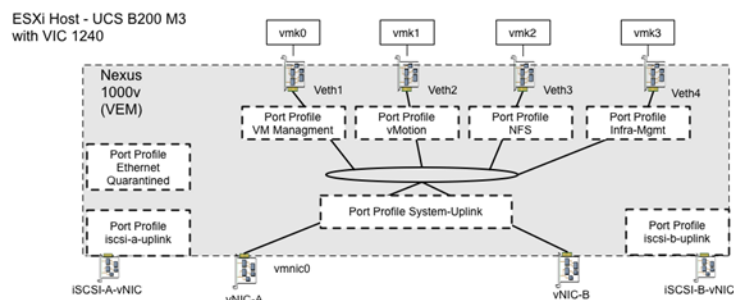 ESXi Host - UCS B200 M3
with VIC 1240
vmk0
vmk1
vmk2
vmk3
Nexus
1000v
(VEM)
Veth1
Veth2
Veth3
Veth4
Port Profile
VM Managment
Port Profile
vMotion
Port Profile
NFS
Port Profile
Infra-Mgmt
Port Profile
Ethernet
Quarantined
Port Profile System-Uplink
Port Profile
iscsi-a-uplink
Port Profile
iscsi-b-uplink
vmnic0
iSCSI-A-vNIC
vNIC-A
vNIC-B
iSCSI-B-vNIC